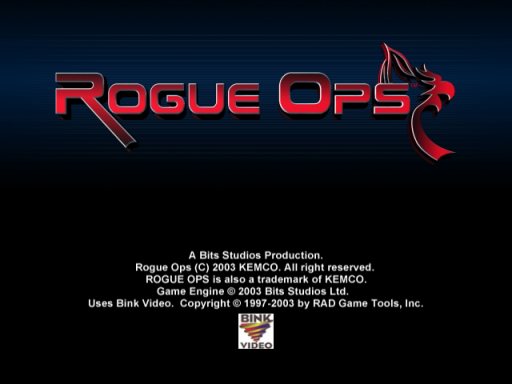 ROGUE OPS™
A Bits Studios Production.
Rogue Ops (C) 2003 KEMCO. All right reserved.
ROGUE OPS is also a trademark of KEMCO.
Game Engine © 2003 Bits Studios Ltd.
Uses Bink Video.  Copyright © 1997-2003 by RAD Game Tools, Inc.
BINK
VIDEO